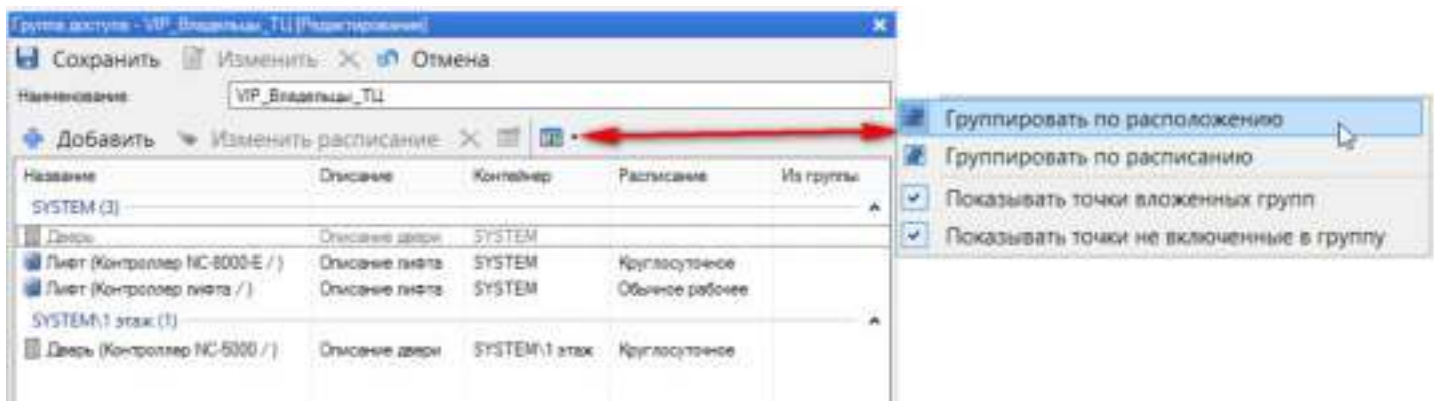 Группа доступа - VIP_Владельцы_ТЦ [Редактирование]
Сохранить Изменить Отмена
Наименование VIP_Владельцы_ТЦ
Добавить Изменить расписание
Название Описание Контейнер Расписание Из группы
SYSTEM (3)
Дверь Описание двери SYSTEM
Лифт (Контроллер NC-8000-E / ) Описание лифта SYSTEM Круглосуточное
Лифт (Контроллер лифта / ) Описание лифта SYSTEM Обычное рабочее
SYSTEM\1 этаж (1)
Дверь (Контроллер NC-5000 / ) Описание двери SYSTEM\1 этаж Круглосуточное
Группировать по расположению
Группировать по расписанию
Показывать точки вложенных групп
Показывать точки не включенные в группу